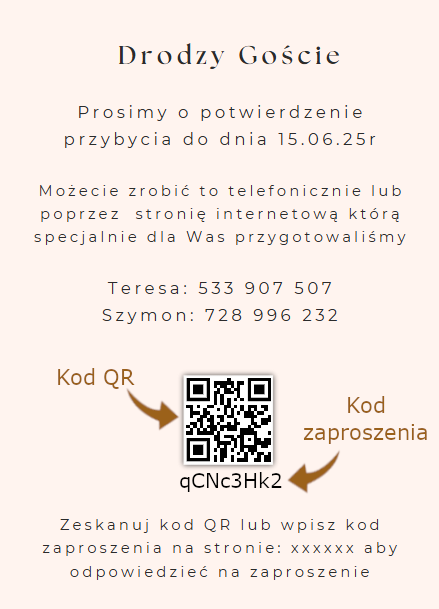 Drodzy Goście
Prosimy o potwierdzenie
przybycia do dnia 15.06.25r
Możecie zrobić to telefonicznie lub
poprzez stronię internetową którą
specjalnie dla Was przygotowaliśmy
Teresa: 533 907 507
Szymon: 728 996 232
Kod QR
Kod
zaproszenia
qCNc3Hk2
Zeskanuj kod QR lub wpisz kod
zaproszenia na stronie: xxxxxx aby
odpowiedzieć na zaproszenie